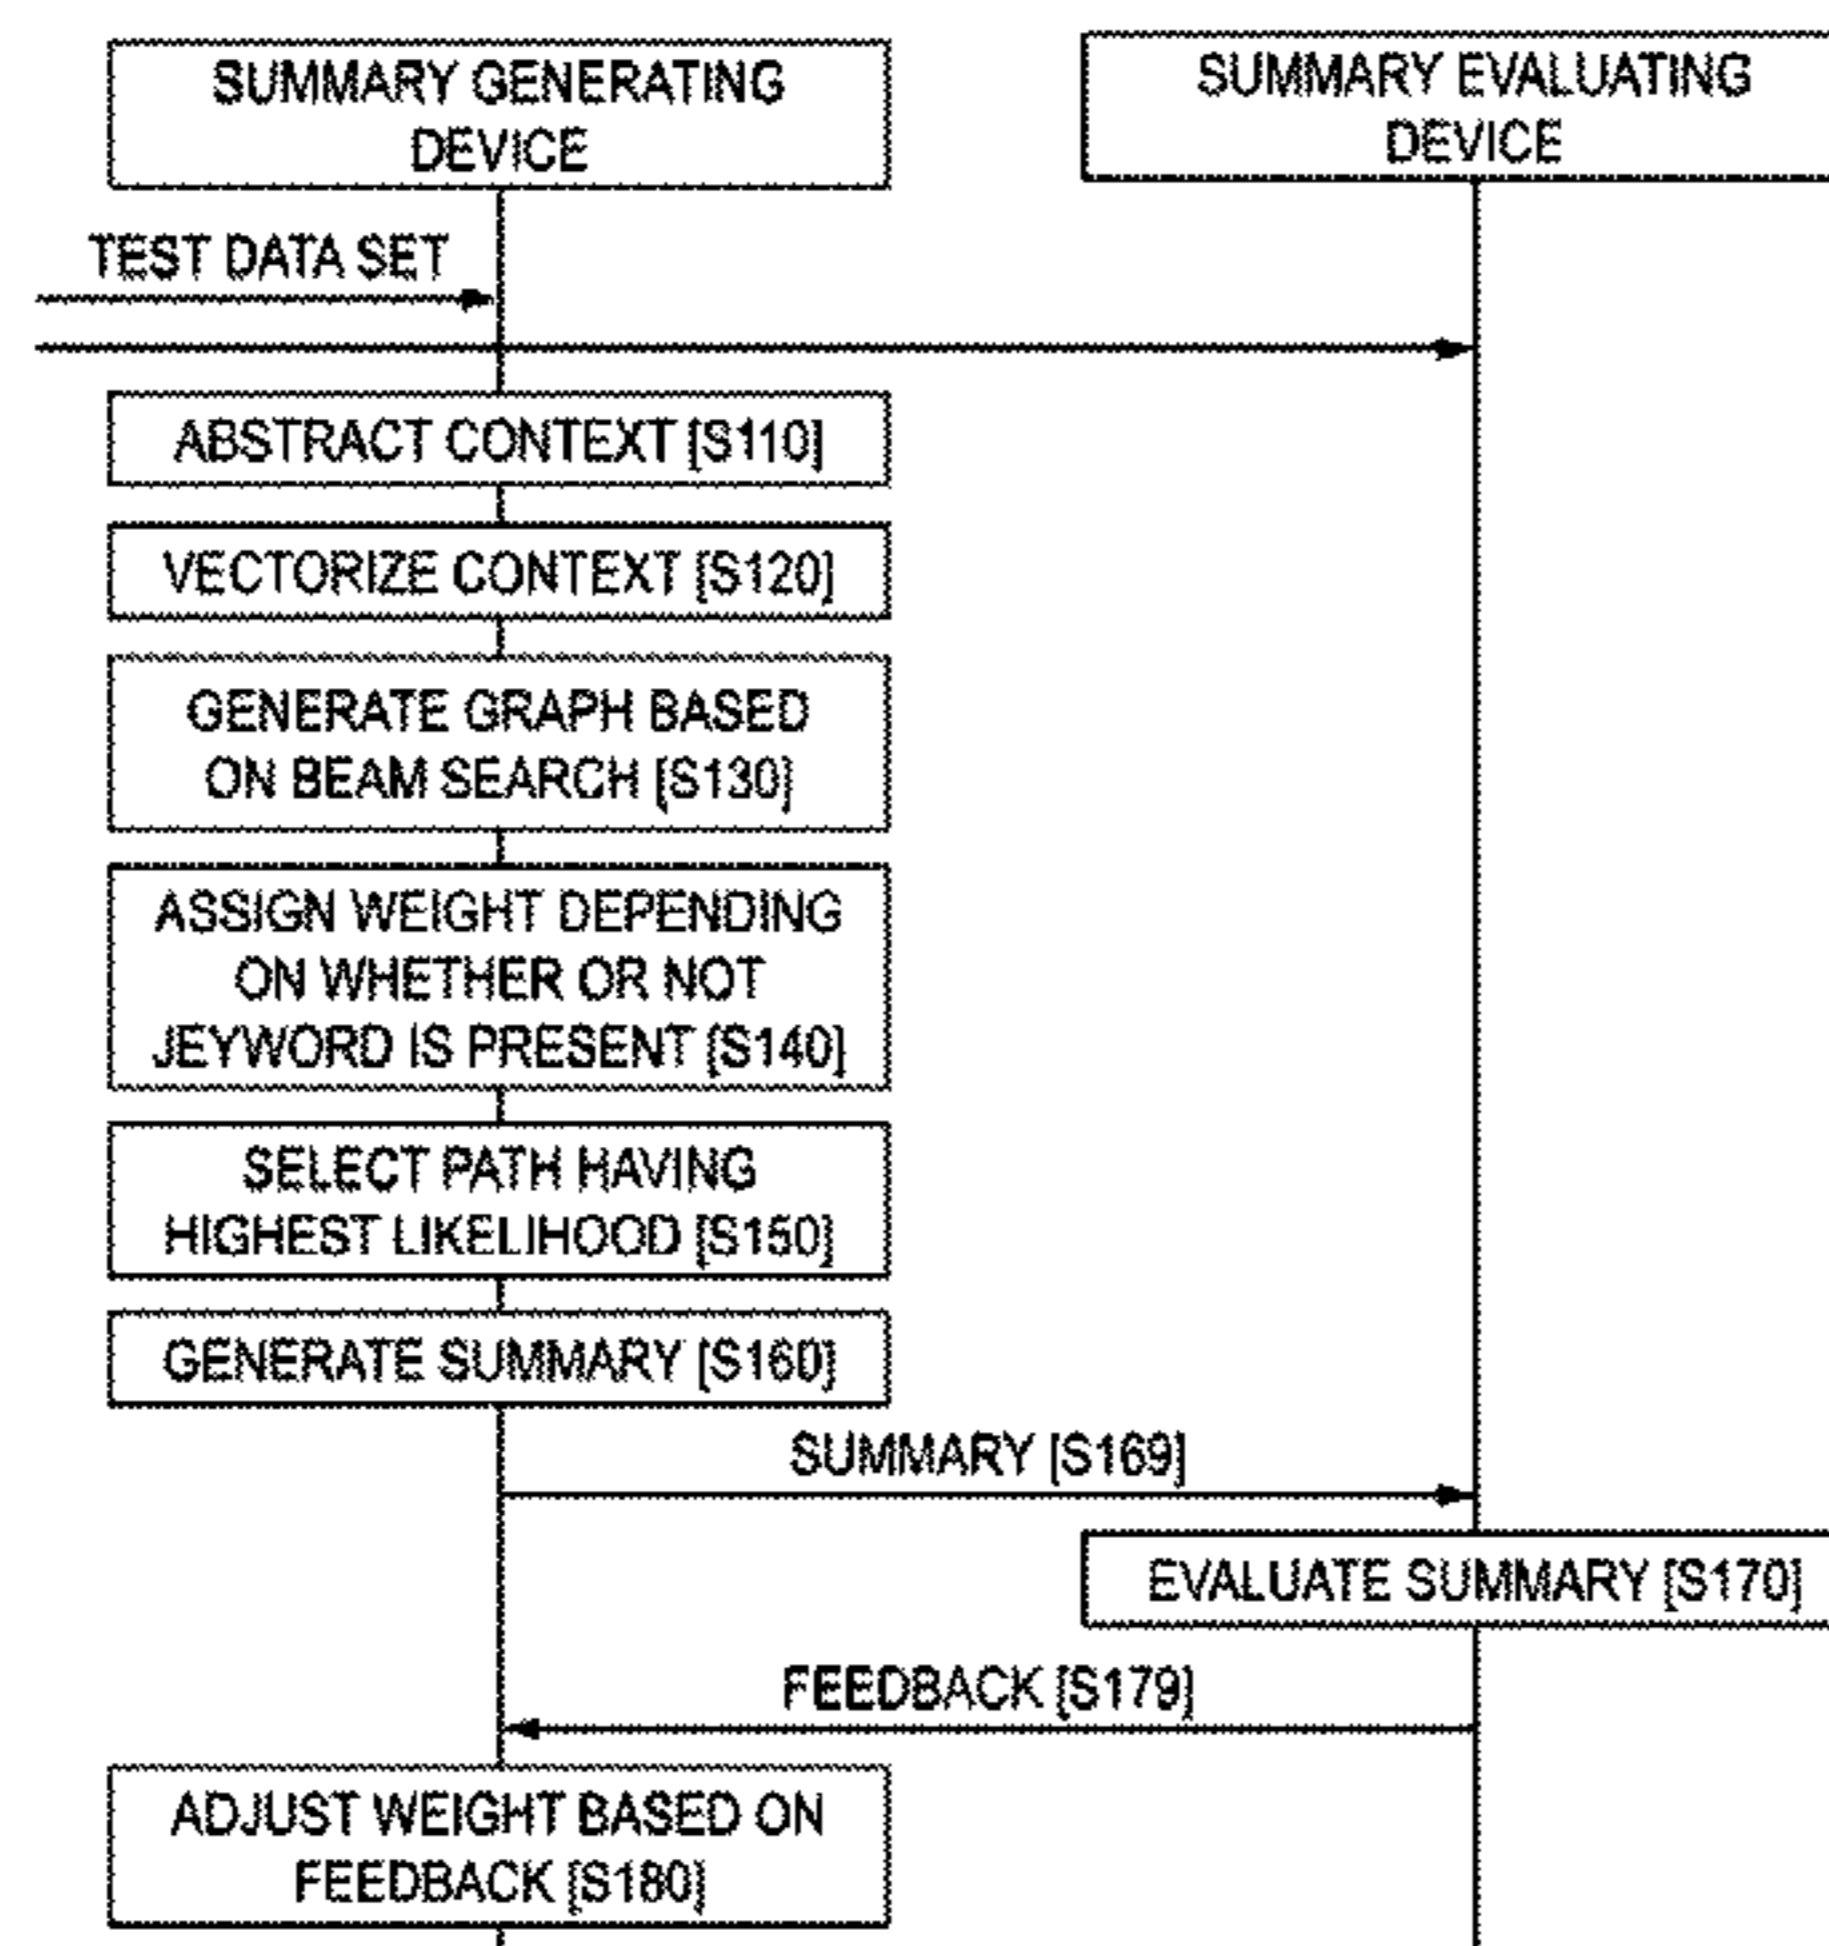 SUMMARY GENERATING
DEVICE
SUMMARY EVALUATING
DEVICE
TEST DATA SET
ABSTRACT CONTEXT [S110]
VECTORIZE CONTEXT [S120]
GENERATE GRAPH BASED
ON BEAM SEARCH [S130]
ASSIGN WEIGHT DEPENDING
ON WHETHER OR NOT
JEYWORD IS PRESENT [S140]
SELECT PATH HAVING
HIGHEST LIKELIHOOD [S150]
GENERATE SUMMARY [S160]
SUMMARY [S169]
EVALUATE SUMMARY [S170]
FEEDBACK [S179]
ADJUST WEIGHT BASED ON
FEEDBACK [S180]